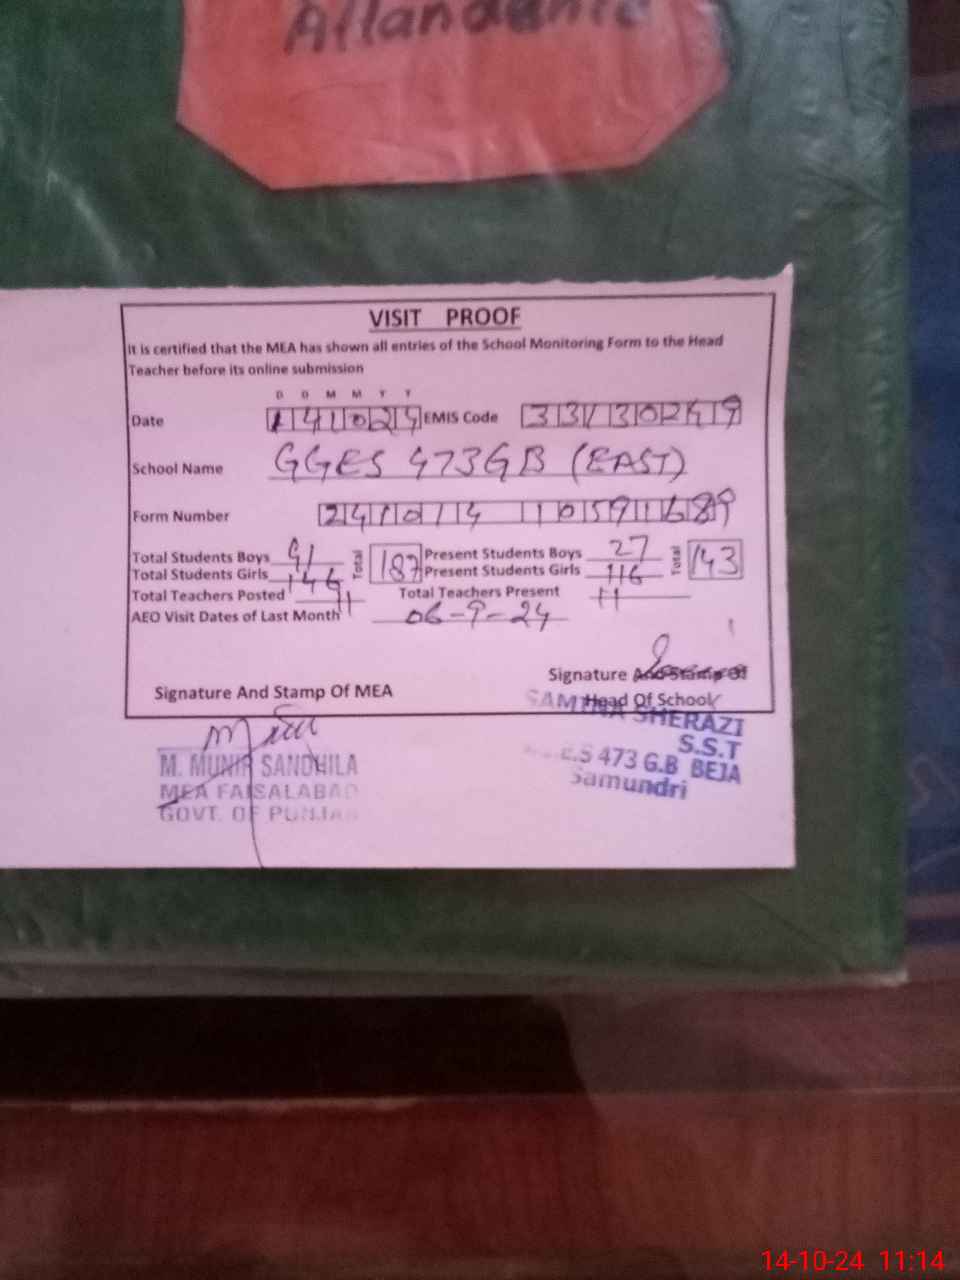 Attandance
VISIT PROOF
It is certified that the MEA has shown all entries of the School Monitoring Form to the Head
Teacher before its online submission
D D M M Y Y
Date 141024 EMIS Code 33130249
School Name GGES 473GB (EAST)
Form Number 241014 105911689
Total Students Boys 41 Total 187 Present Students Boys 27 Total 143
Total Students Girls 146 Present Students Girls 116
Total Teachers Posted 11 Total Teachers Present 11
AEO Visit Dates of Last Month 06-9-24
Signature And Stamp Of
Signature And Stamp Of MEA Head Of School
SAMINA SHERAZI
S.S.T
E.S 473 G.B BEJA
Samundri
M. MUNIR SANDHILA
MEA FAISALABAD
GOVT. OF PUNJAB
14-10-24 11:14